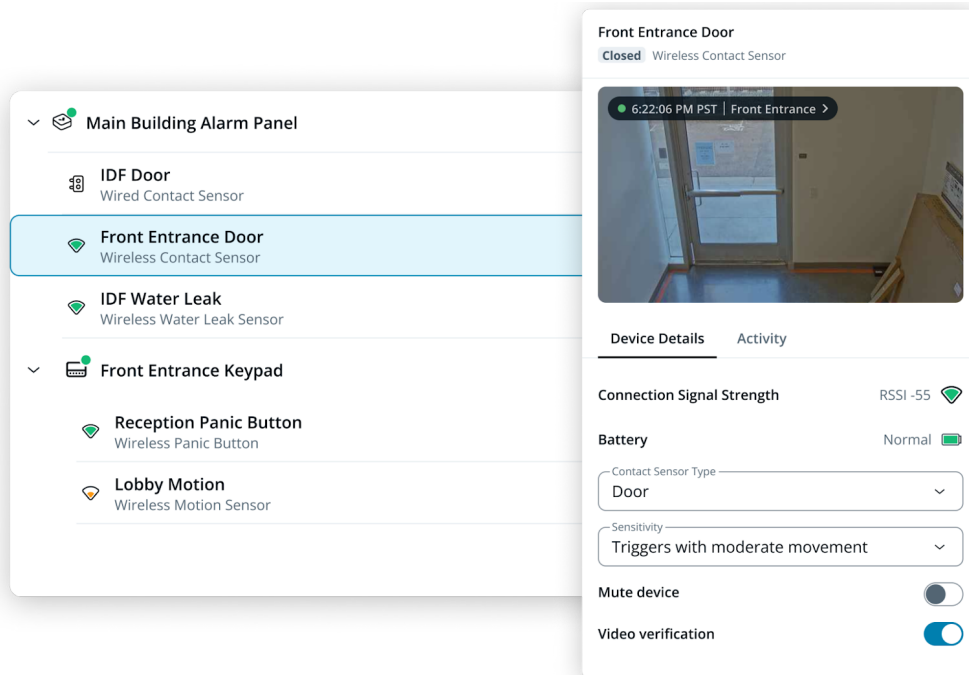 Main Building Alarm Panel
IDF Door
Wired Contact Sensor
Front Entrance Door
Wireless Contact Sensor
IDF Water Leak
Wireless Water Leak Sensor
Front Entrance Keypad
Reception Panic Button
Wireless Panic Button
Lobby Motion
Wireless Motion Sensor
Front Entrance Door
Closed Wireless Contact Sensor
6:22:06 PM PST | Front Entrance >
Device Details Activity
Connection Signal Strength RSSI -55
Battery Normal
Contact Sensor Type
Door
Sensitivity
Triggers with moderate movement
Mute device
Video verification